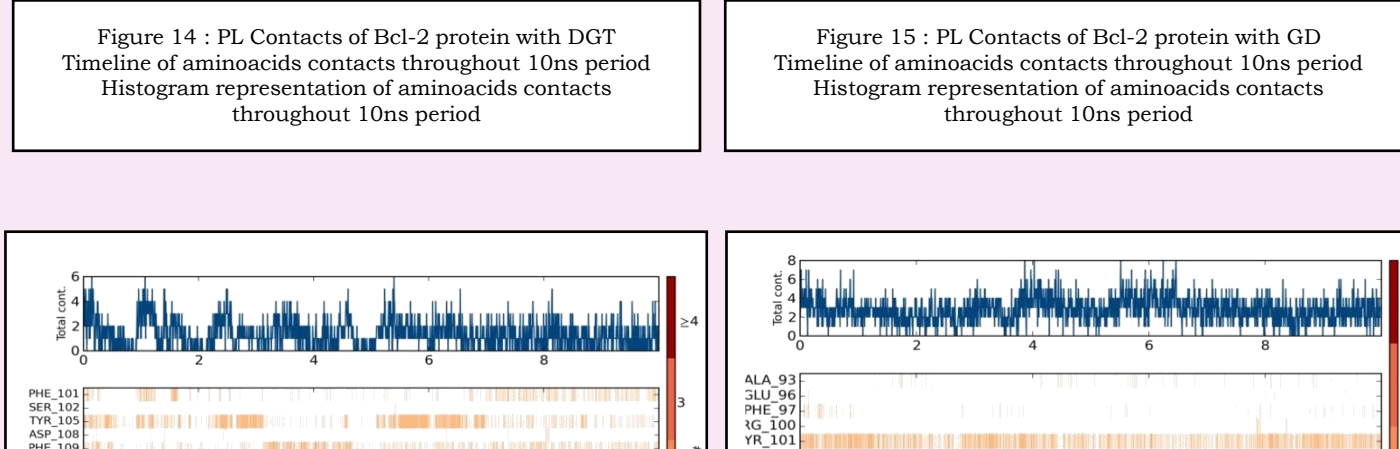 Figure 14 : PL Contacts of Bcl-2 protein with DGT
Timeline of aminoacids contacts throughout 10ns period
Histogram representation of aminoacids contacts
throughout 10ns period
Figure 15 : PL Contacts of Bcl-2 protein with GD
Timeline of aminoacids contacts throughout 10ns period
Histogram representation of aminoacids contacts
throughout 10ns period
Total cont.
6
4
2
0
0 2 4 6 8
≥4
3
PHE_101
SER_102
TYR_105
ASP_108
PHE_109
Total cont.
8
6
4
2
0
0 2 4 6 8
ALA_93
GLU_96
PHE_97
RG_100
YR_101